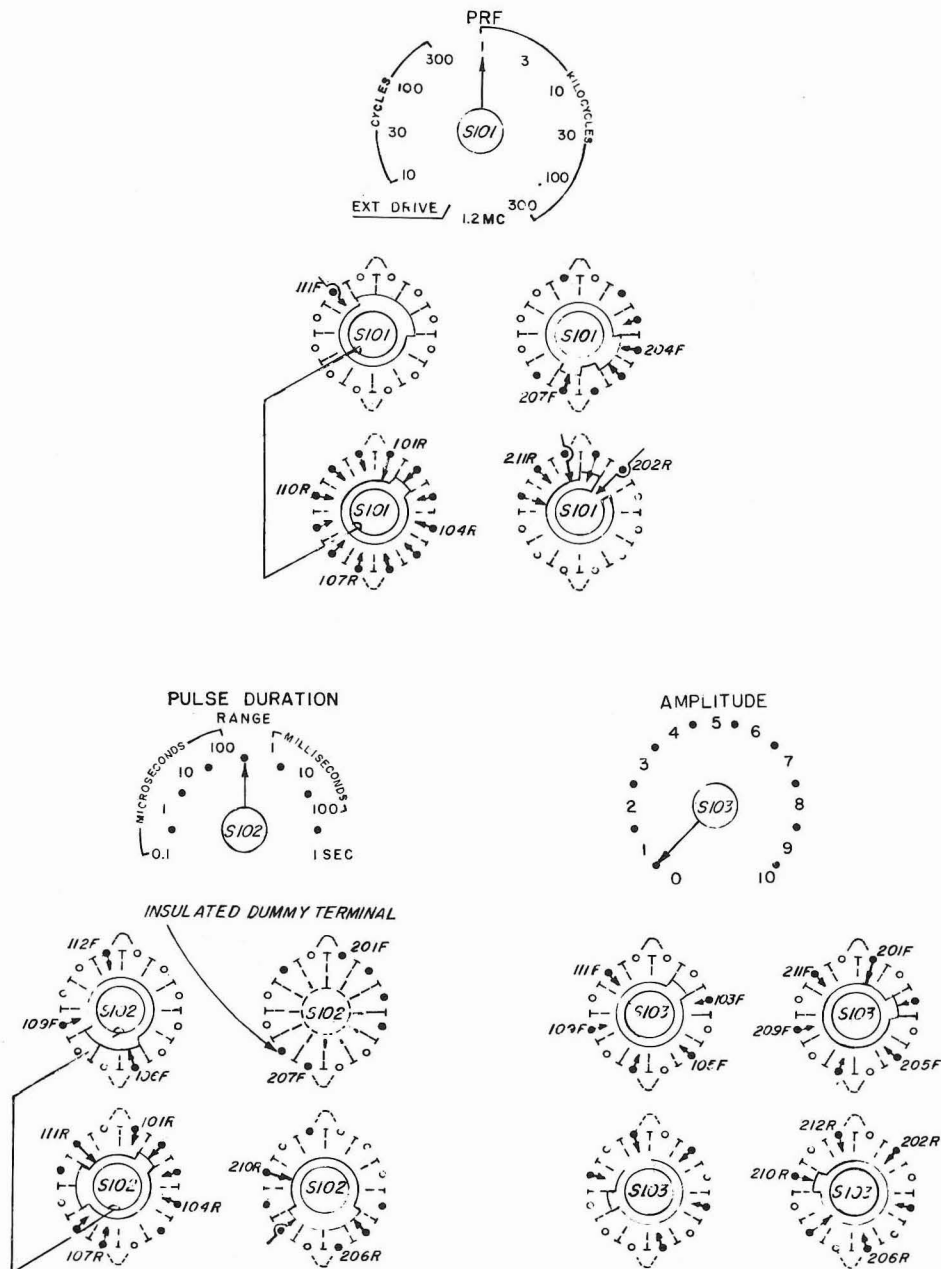 PRF
CYCLES
300
100
30
10
KILOCYCLES
3
10
30
100
300
S101
EXT DRIVE
1.2 MC
111F
S101
S101
204F
207F
101R
110R
S101
104R
107R
211R
202R
S101
PULSE DURATION
RANGE
MICROSECONDS
MILLISECONDS
0.1
1
10
100
1
10
100
1 SEC
S102
AMPLITUDE
0
1
2
3
4
5
6
7
8
9
10
S103
INSULATED DUMMY TERMINAL
112F
S102
109F
106F
201F
S102
207F
111F
103F
S103
109F
105F
211F
201F
S103
209F
205F
111R
101R
S102
104R
107R
210R
S102
206R
S103
212R
202R
210R
S103
206R